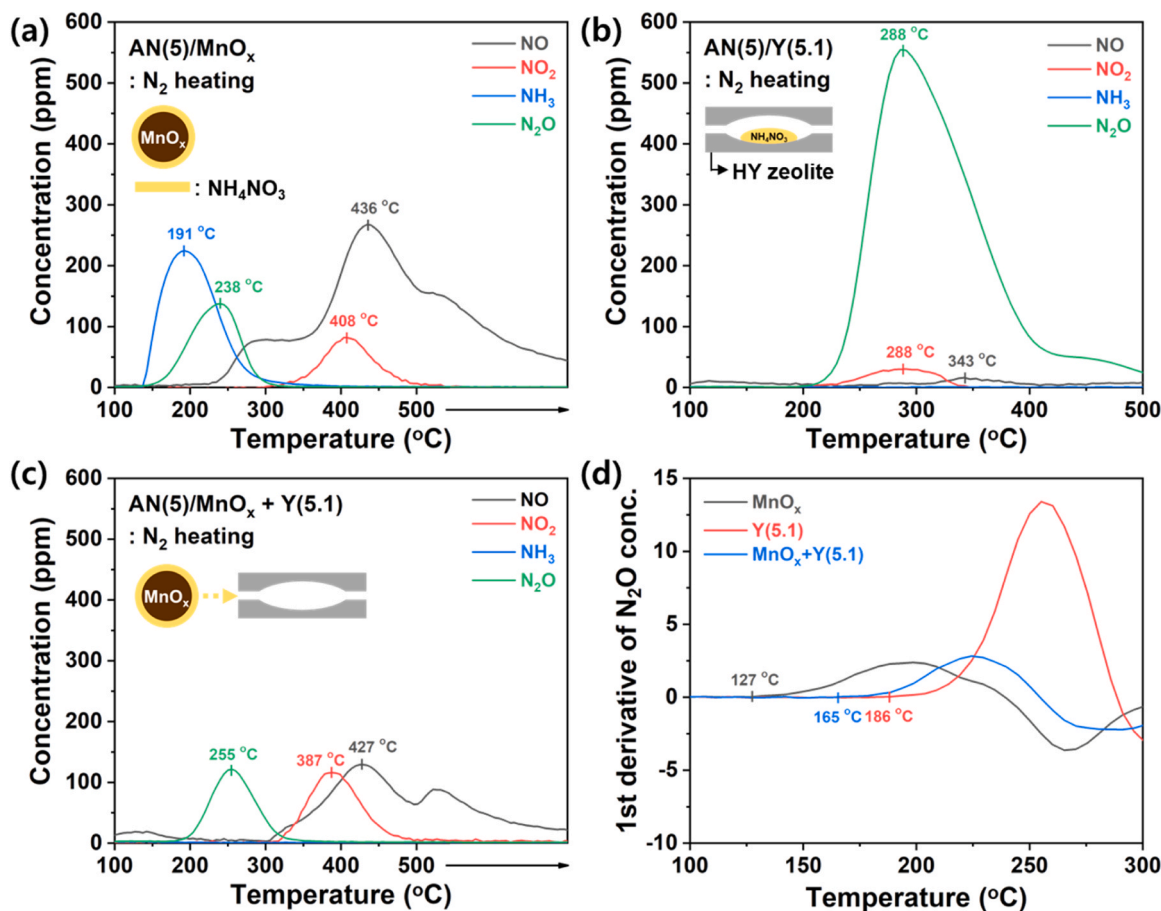 (a)
AN(5)/MnOₓ
: N₂ heating
MnOₓ
: NH₄NO₃
NO
NO₂
NH₃
N₂O
191 °C
238 °C
436 °C
408 °C
Concentration (ppm)
600
500
400
300
200
100
0
100
200
300
400
500
Temperature (°C)
(b)
AN(5)/Y(5.1)
: N₂ heating
NH₄NO₃
HY zeolite
288 °C
NO
NO₂
NH₃
N₂O
288 °C
343 °C
Concentration (ppm)
600
500
400
300
200
100
0
100
200
300
400
500
Temperature (°C)
(c)
AN(5)/MnOₓ + Y(5.1)
: N₂ heating
MnOₓ
NO
NO₂
NH₃
N₂O
255 °C
387 °C
427 °C
Concentration (ppm)
600
500
400
300
200
100
0
100
200
300
400
500
Temperature (°C)
(d)
MnOₓ
Y(5.1)
MnOₓ+Y(5.1)
127 °C
165 °C
186 °C
1st derivative of N₂O conc.
15
10
5
0
-5
-10
100
150
200
250
300
Temperature (°C)